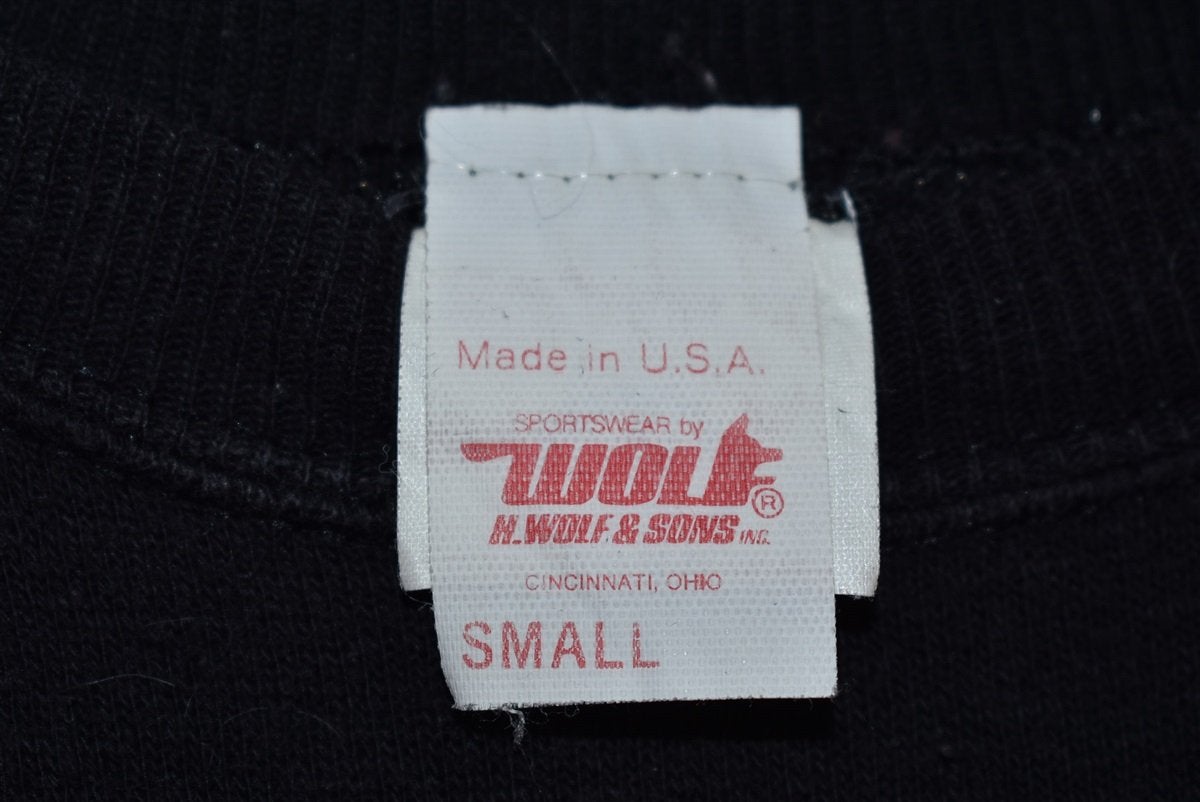 Made in U.S.A.
SPORTSWEAR by
WOLF®
H.WOLF & SONS INC.
CINCINNATI, OHIO
SMALL